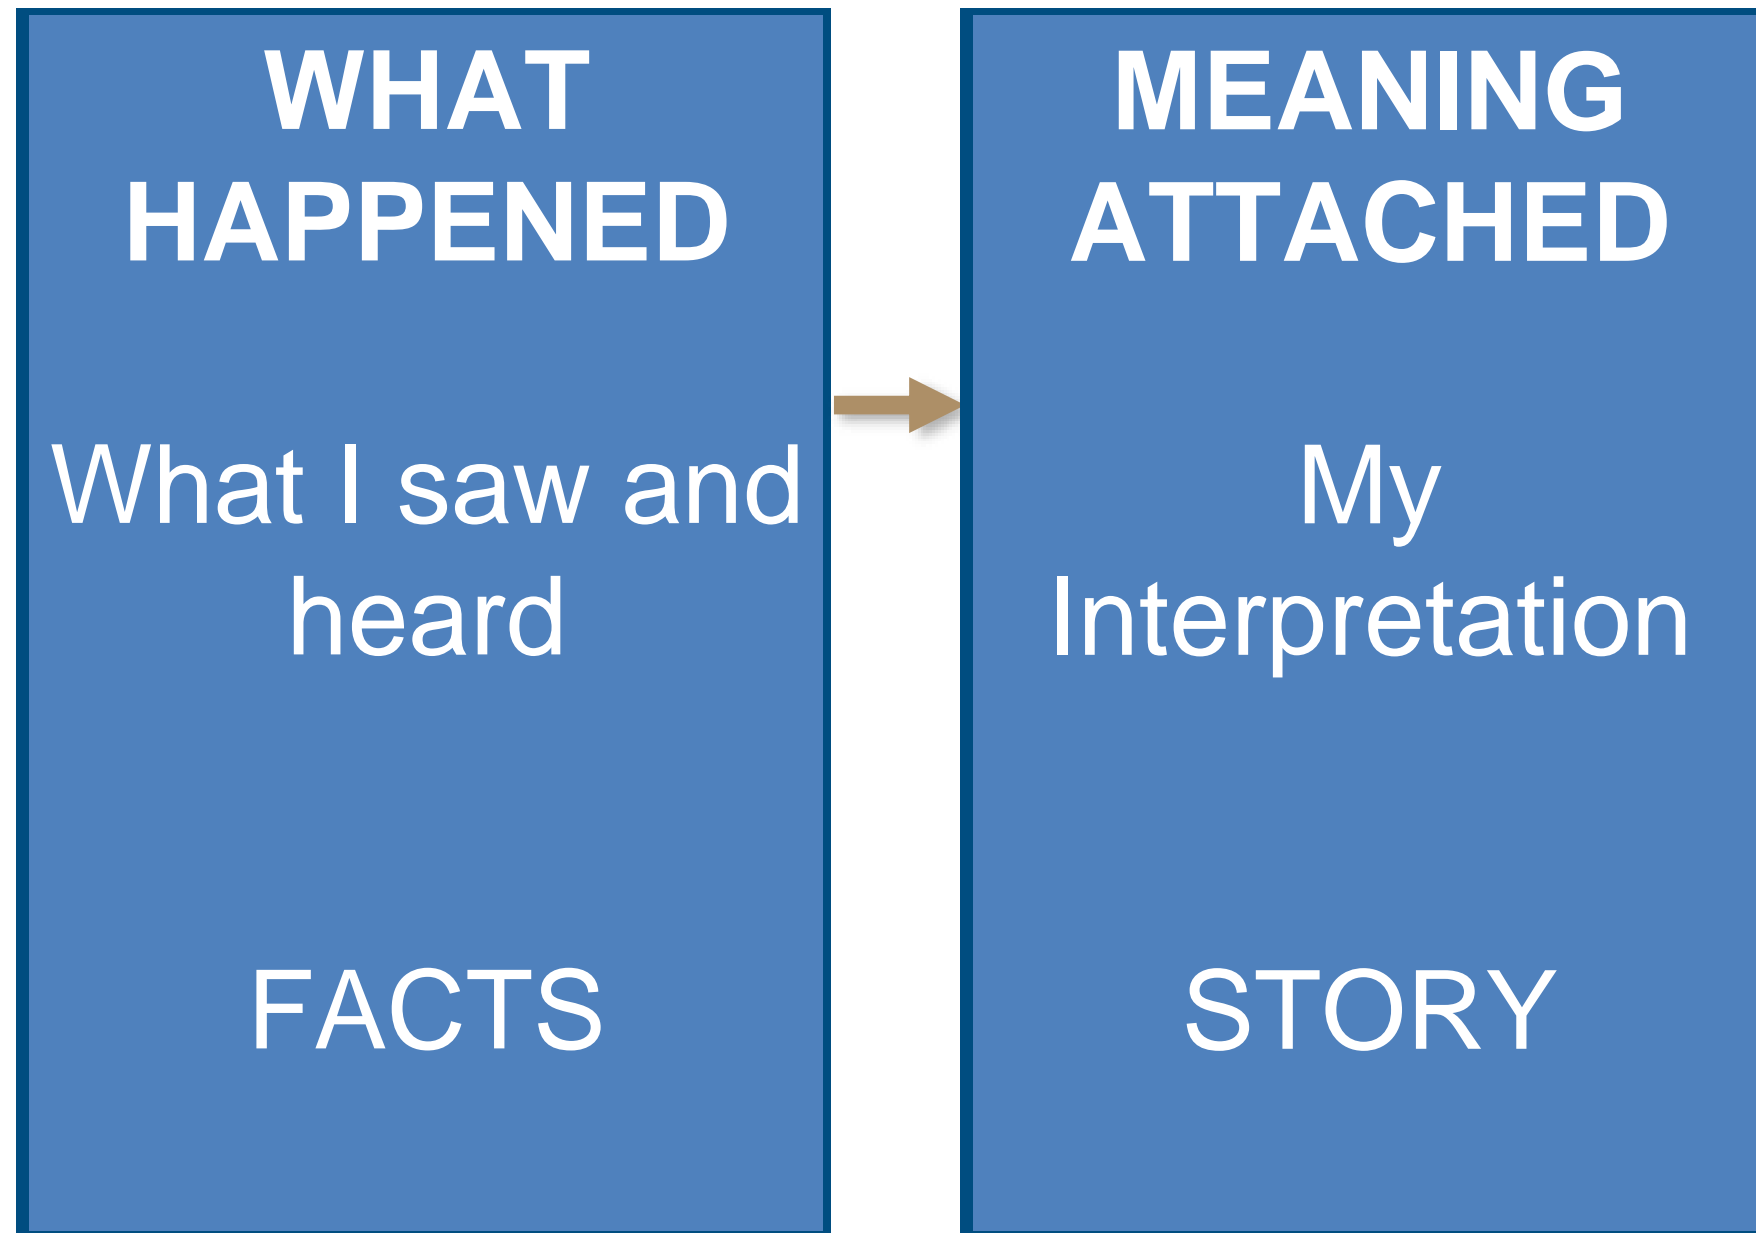 WHAT
HAPPENED
What I saw and
heard
FACTS
MEANING
ATTACHED
My
Interpretation
STORY